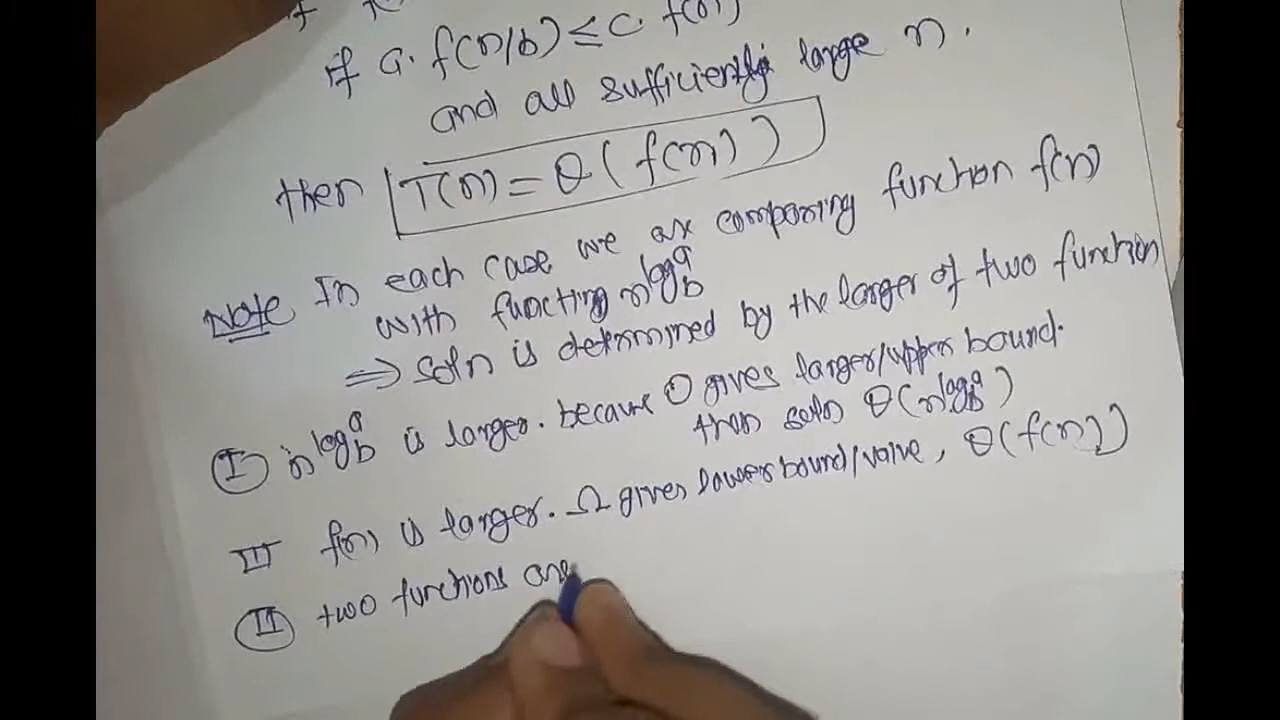 if a. f(n/b) ≤ c. f(n)
and all sufficiently large n.
then T(n) = θ(f(n))
Note In each case we are comparing function f(n)
with functing n^log_b^a
⇒ Soln is determined by the larger of two function
I n^log_b^a is larger. because O gives larger/upper bound.
then soln θ(n^log_b^a)
III f(n) is larger. Ω gives lower bound/value, θ(f(n))
II two functions are